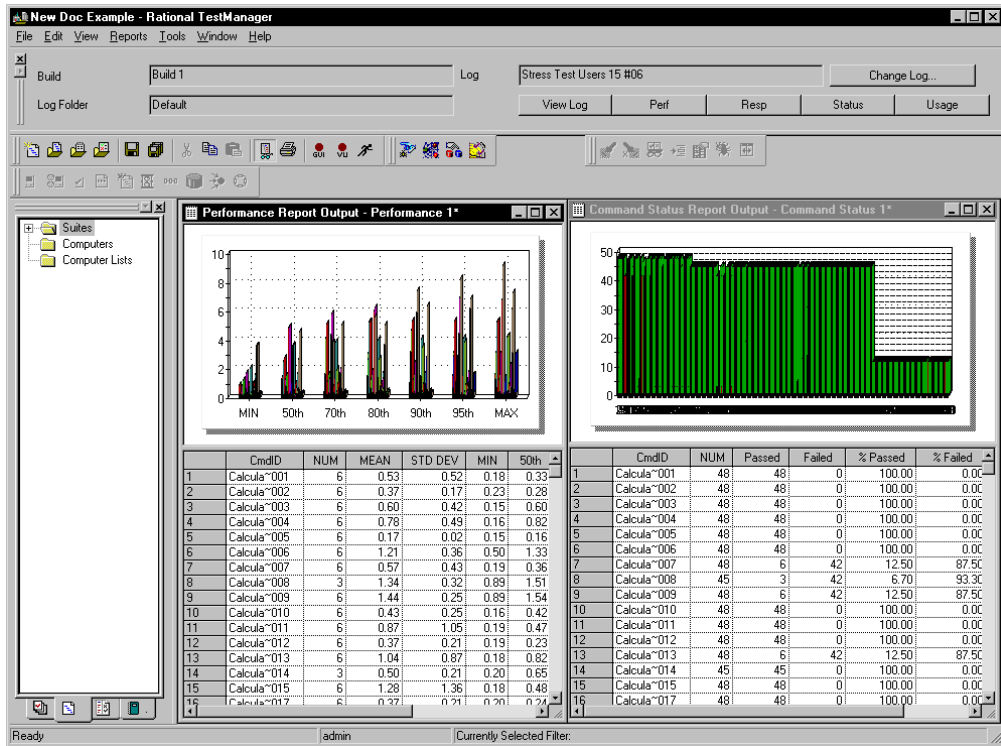 New Doc Example - Rational TestManager
File Edit View Reports Tools Window Help
Build Build 1 Log Stress Test Users 15 #06 Change Log...
Log Folder Default View Log Perf Resp Status Usage
GUI VU
Suites
Computers
Computer Lists
Performance Report Output - Performance 1*
10
8
6
4
2
0
MIN 50th 70th 80th 90th 95th MAX
CmdID NUM MEAN STD DEV MIN 50th
1 Calcula~001 6 0.53 0.52 0.18 0.33
2 Calcula~002 6 0.37 0.17 0.23 0.28
3 Calcula~003 6 0.60 0.42 0.15 0.60
4 Calcula~004 6 0.78 0.49 0.16 0.82
5 Calcula~005 6 0.17 0.02 0.15 0.16
6 Calcula~006 6 1.21 0.36 0.50 1.33
7 Calcula~007 6 0.57 0.43 0.19 0.36
8 Calcula~008 3 1.34 0.32 0.89 1.51
9 Calcula~009 6 1.44 0.25 0.89 1.54
10 Calcula~010 6 0.43 0.25 0.16 0.42
11 Calcula~011 6 0.87 1.05 0.19 0.47
12 Calcula~012 6 0.37 0.21 0.19 0.23
13 Calcula~013 6 1.04 0.87 0.18 0.82
14 Calcula~014 3 0.50 0.21 0.20 0.65
15 Calcula~015 6 1.28 1.36 0.18 0.48
16 Calcula~017 6 0.37 0.21 0.20 0.24
Command Status Report Output - Command Status 1*
50
40
30
20
10
0
CmdID NUM Passed Failed % Passed % Failed
1 Calcula~001 48 48 0 100.00 0.00
2 Calcula~002 48 48 0 100.00 0.00
3 Calcula~003 48 48 0 100.00 0.00
4 Calcula~004 48 48 0 100.00 0.00
5 Calcula~005 48 48 0 100.00 0.00
6 Calcula~006 48 48 0 100.00 0.00
7 Calcula~007 48 6 42 12.50 87.50
8 Calcula~008 45 3 42 6.70 93.30
9 Calcula~009 48 6 42 12.50 87.50
10 Calcula~010 48 48 0 100.00 0.00
11 Calcula~011 48 48 0 100.00 0.00
12 Calcula~012 48 48 0 100.00 0.00
13 Calcula~013 48 6 42 12.50 87.50
14 Calcula~014 45 45 0 100.00 0.00
15 Calcula~015 48 48 0 100.00 0.00
16 Calcula~017 48 48 0 100.00 0.00
Ready admin Currently Selected Filter: